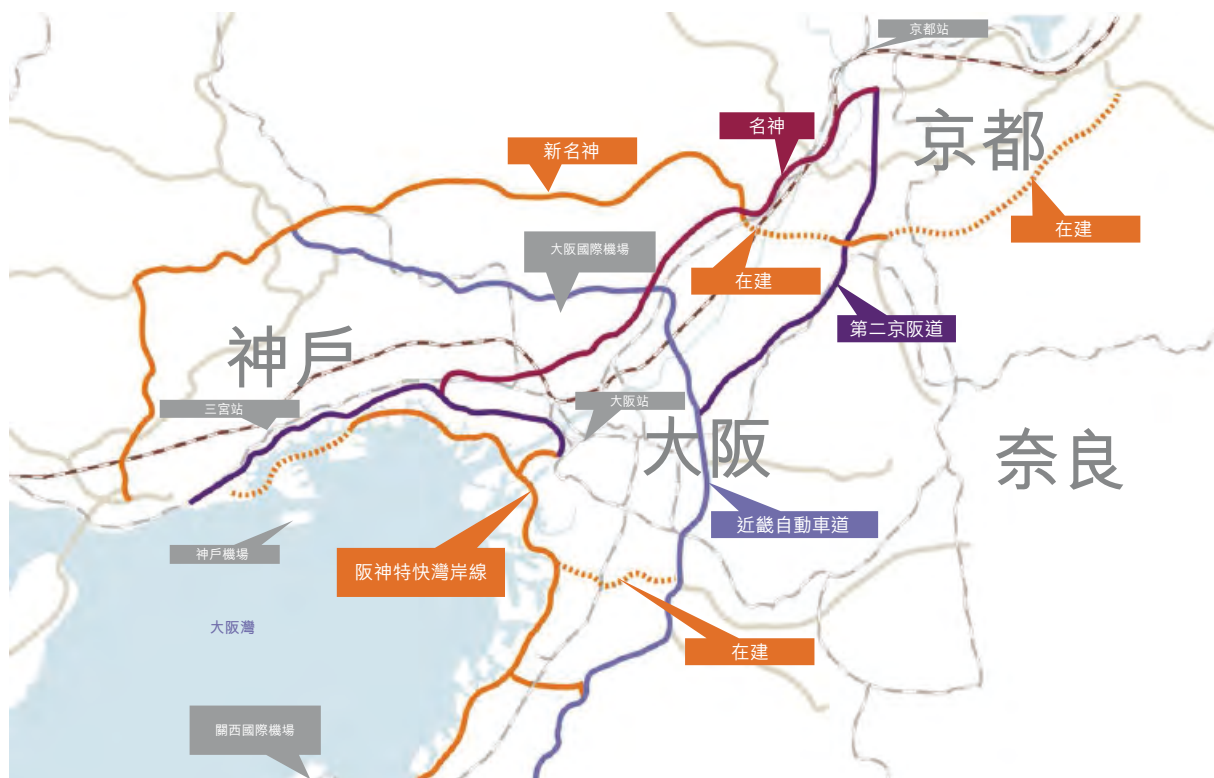 京都站
名神
京都
新名神
在建
大阪國際機場
在建
第二京阪道
神戶
三宮站
大阪站
大阪
奈良
近畿自動車道
神戶機場
阪神特快灣岸線
大阪灣
在建
關西國際機場